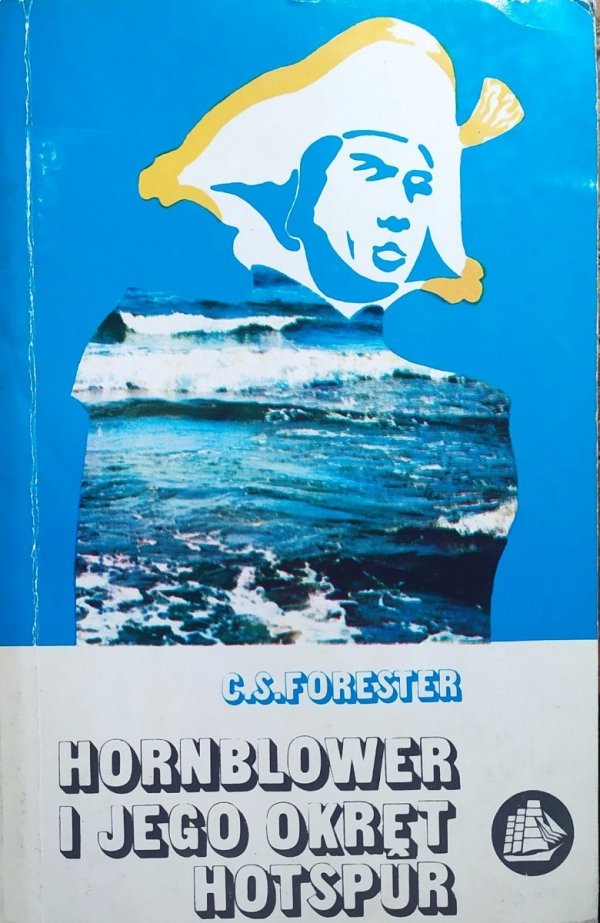 C.S.FORESTER
HORNBLOWER
I JEGO OKRĘT
HOTSPUR